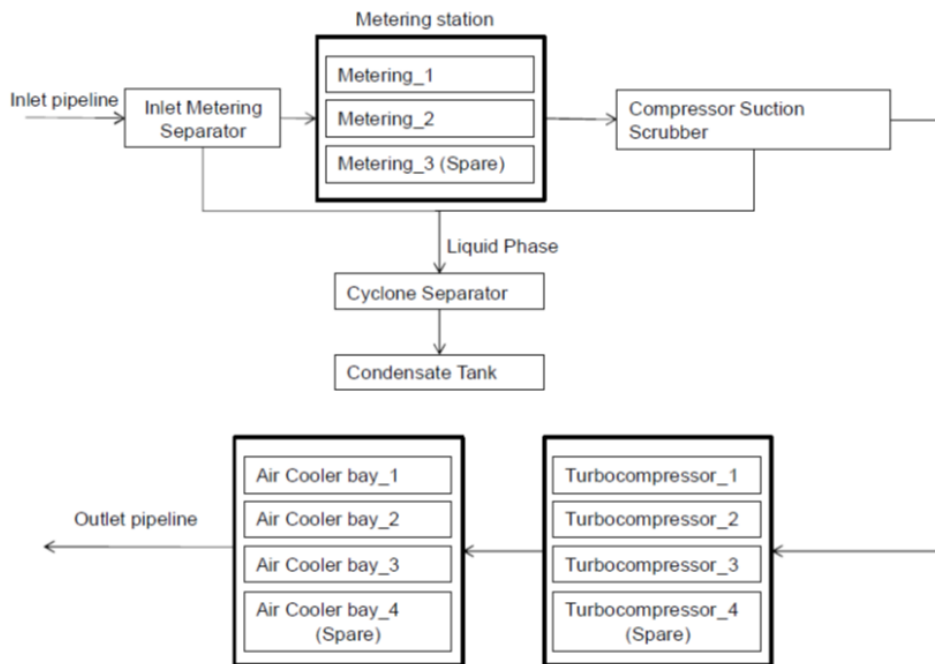 Metering station
Inlet pipeline
Inlet Metering
Separator
Metering_1
Metering_2
Metering_3 (Spare)
Compressor Suction
Scrubber
Liquid Phase
Cyclone Separator
Condensate Tank
Outlet pipeline
Air Cooler bay_1
Air Cooler bay_2
Air Cooler bay_3
Air Cooler bay_4
(Spare)
Turbocompressor_1
Turbocompressor_2
Turbocompressor_3
Turbocompressor_4
(Spare)